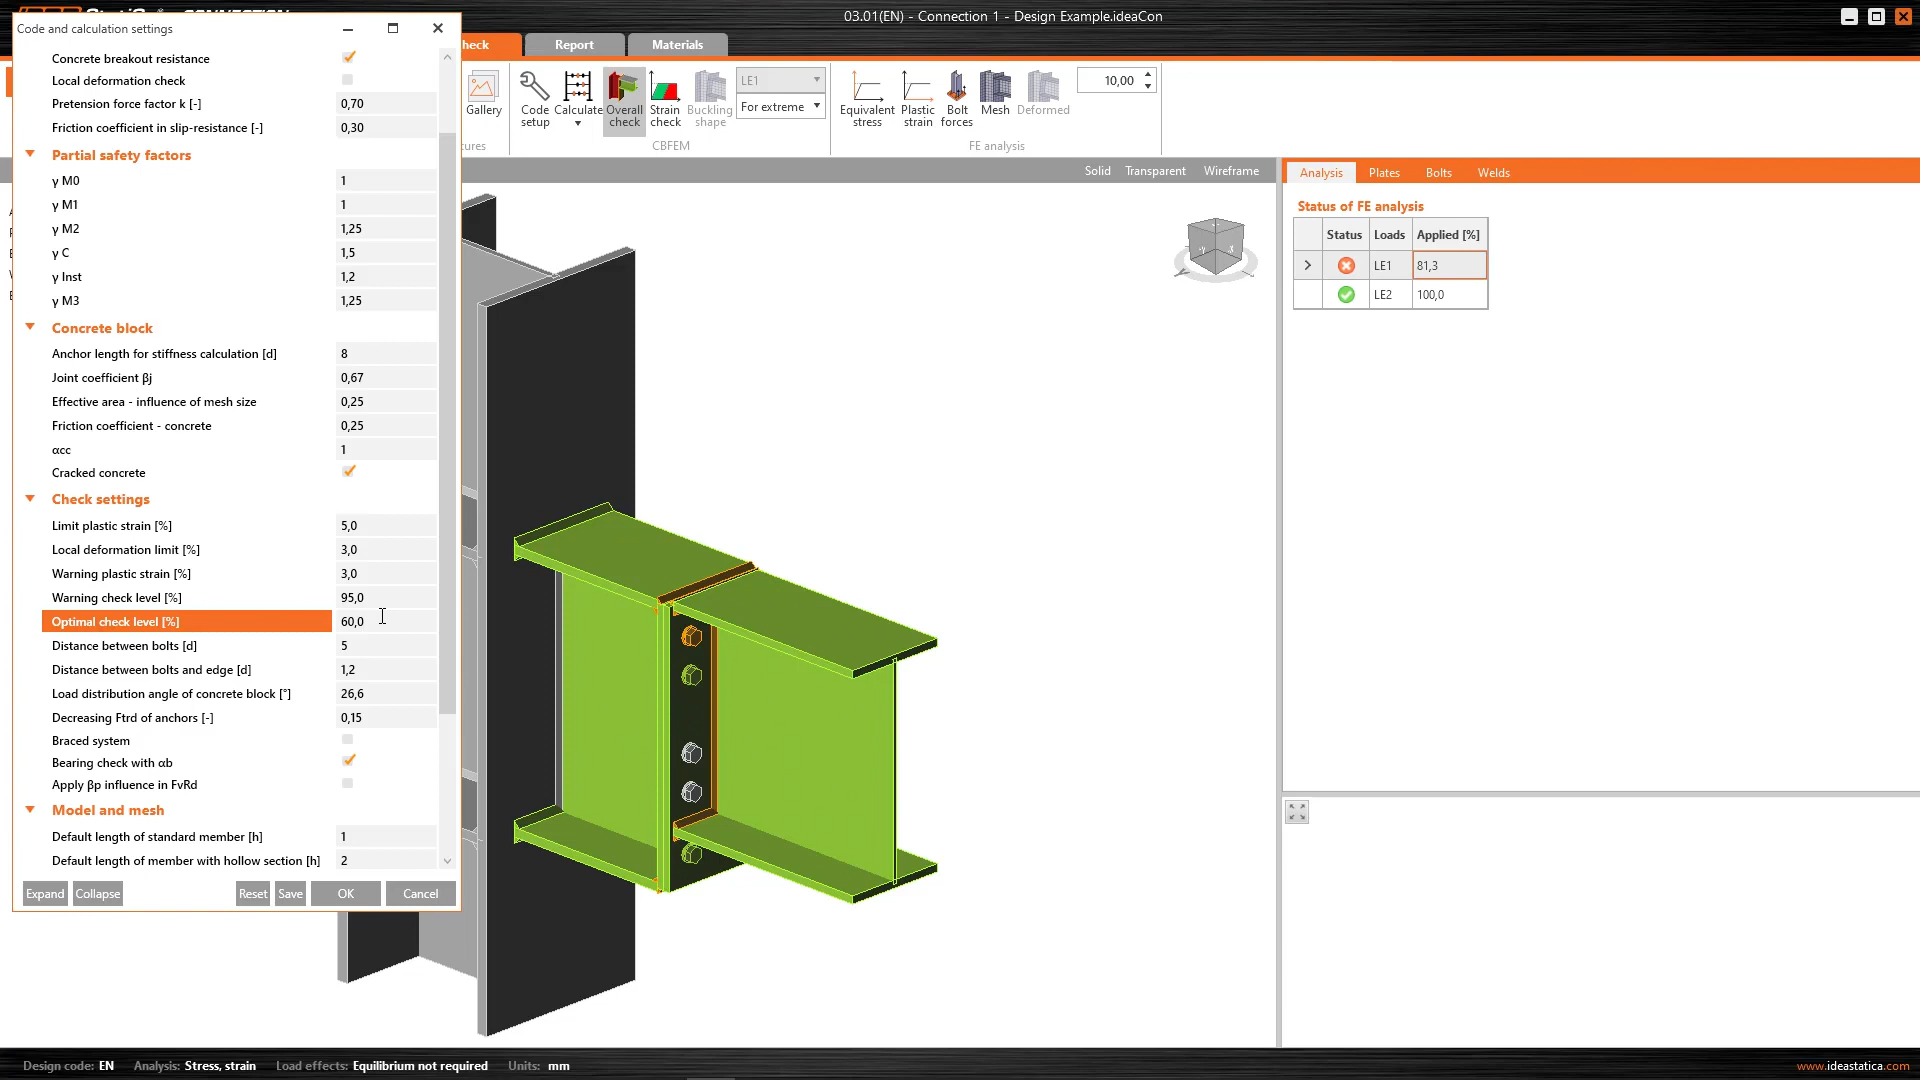 03.01(EN) - Connection 1 - Design Example.ideaCon
Code and calculation settings
Report
Materials
Gallery
Code setup
Calculate
Overall check
Strain check
Buckling shape
LE1
For extreme
CBFEM
Equivalent stress
Plastic strain
Bolt forces
Mesh
Deformed
10,00
FE analysis
Concrete breakout resistance
Local deformation check
Pretension force factor k [-] 0,70
Friction coefficient in slip-resistance [-] 0,30
Partial safety factors
γ M0 1
γ M1 1
γ M2 1,25
γ C 1,5
γ Inst 1,2
γ M3 1,25
Concrete block
Anchor length for stiffness calculation [d] 8
Joint coefficient βj 0,67
Effective area - influence of mesh size 0,25
Friction coefficient - concrete 0,25
αcc 1
Cracked concrete
Check settings
Limit plastic strain [%] 5,0
Local deformation limit [%] 3,0
Warning plastic strain [%] 3,0
Warning check level [%] 95,0
Optimal check level [%] 60,0
Distance between bolts [d] 5
Distance between bolts and edge [d] 1,2
Load distribution angle of concrete block [°] 26,6
Decreasing Ftrd of anchors [-] 0,15
Braced system
Bearing check with αb
Apply βp influence in FvRd
Model and mesh
Default length of standard member [h] 1
Default length of member with hollow section [h] 2
Expand Collapse Reset Save OK Cancel
Solid Transparent Wireframe
Analysis Plates Bolts Welds
Status of FE analysis
Status Loads Applied [%]
LE1 81,3
LE2 100,0
Design code: EN Analysis: Stress, strain Load effects: Equilibrium not required Units: mm
www.ideastatica.com